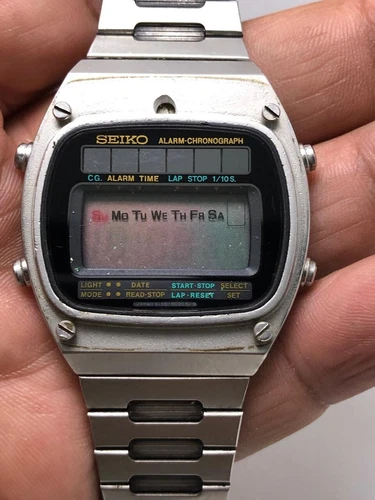 SEIKO ALARM-CHRONOGRAPH
C.G. ALARM TIME LAP STOP 1/10 S.
SU MO TU WE TH FR SA
LIGHT DATE START-STOP SELECT
MODE READ-STOP LAP-RESET SET